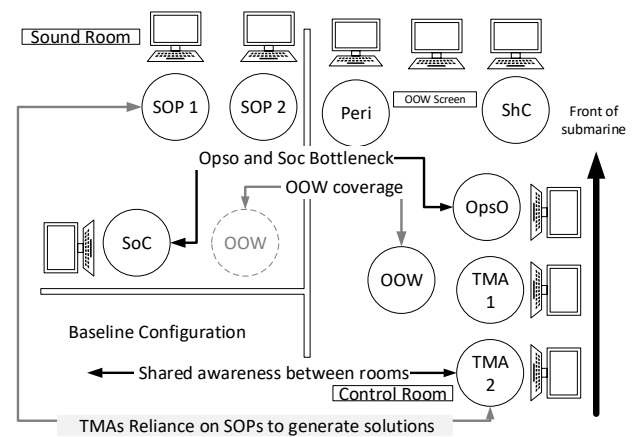 Sound Room
SOP 1
SOP 2
Peri
OOW Screen
ShC
Front of
submarine
Opso and Soc Bottleneck
OOW coverage
OpsO
SoC
OOW
OOW
TMA
1
Baseline Configuration
Shared awareness between rooms
TMA
2
Control Room
TMAs Reliance on SOPs to generate solutions